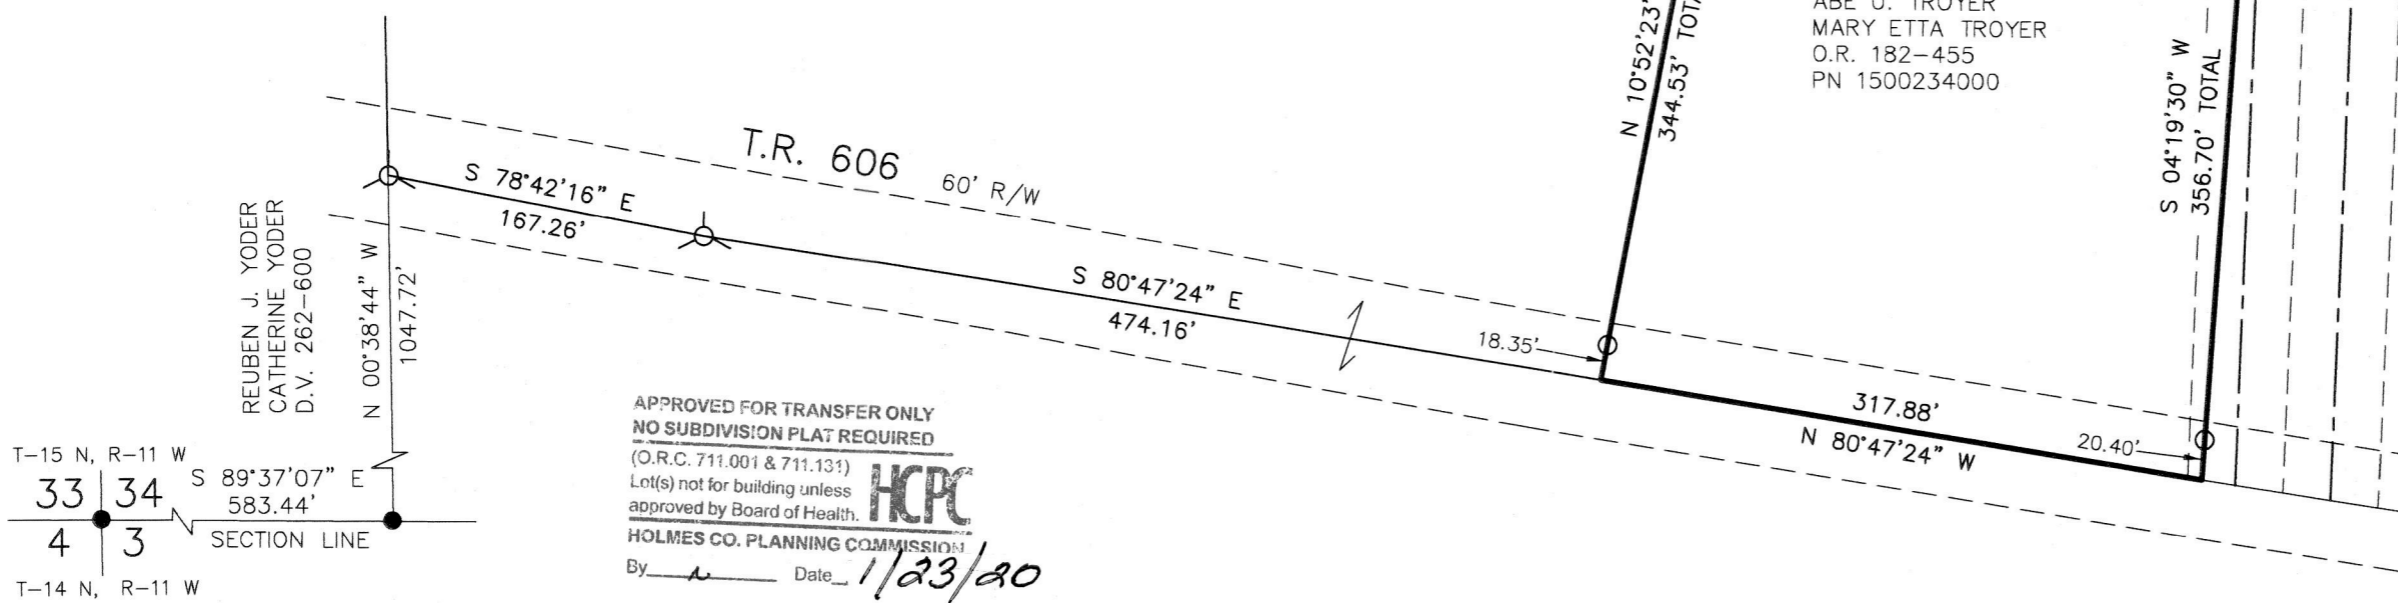 ABE U. TROYER
MARY ETTA TROYER
O.R. 182-455
PN 1500234000
N 10°52'23"
344.53' TOTA
S 04°19'30" W
356.70' TOTAL
T.R. 606
60' R/W
S 78°42'16" E
167.26'
S 80°47'24" E
474.16'
18.35'
317.88'
N 80°47'24" W
20.40'
REUBEN J. YODER
CATHERINE YODER
D.V. 262-600
N 00°38'44" W
1047.72'
T-15 N, R-11 W
33 34
4 3
T-14 N, R-11 W
S 89°37'07" E
583.44'
SECTION LINE
APPROVED FOR TRANSFER ONLY
NO SUBDIVISION PLAT REQUIRED
(O.R.C. 711.001 & 711.131)
Lot(s) not for building unless
approved by Board of Health.
HCPC
HOLMES CO. PLANNING COMMISSION
By Date 1/23/20